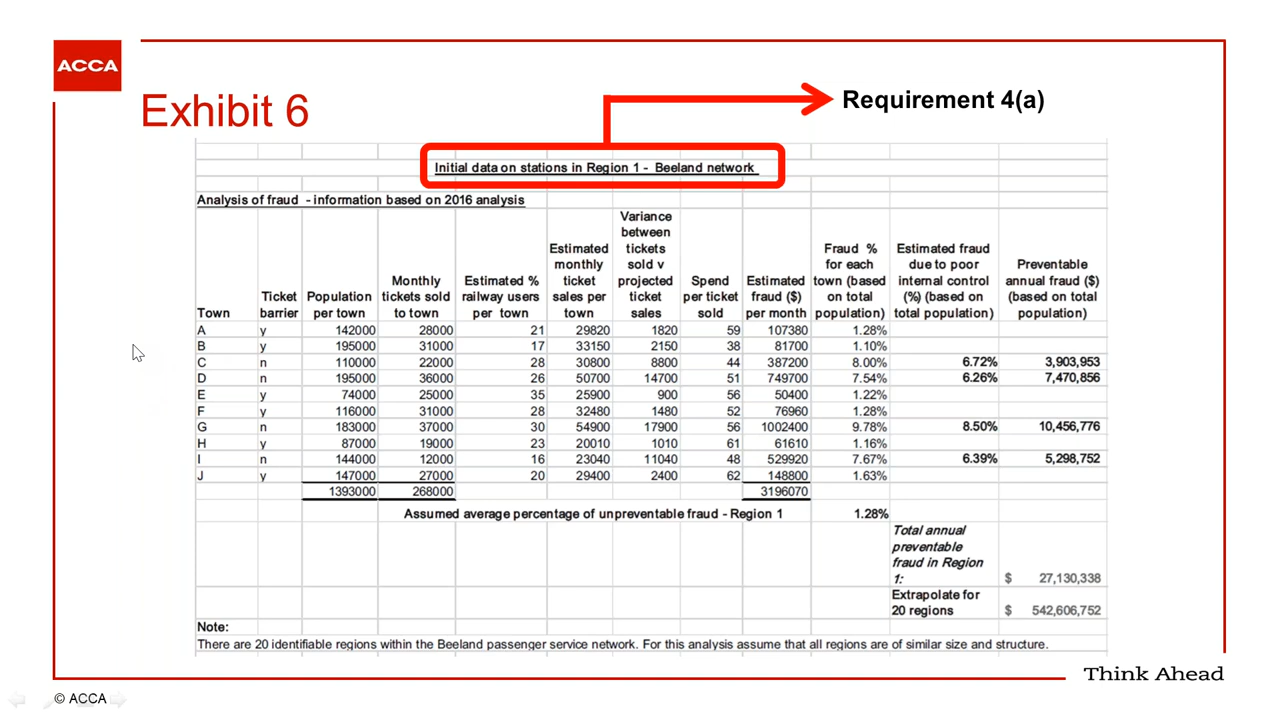 ACCA
Exhibit 6
Requirement 4(a)
Initial data on stations in Region 1 - Beeland network
Analysis of fraud - information based on 2016 analysis
Town
Ticket barrier
Population per town
Monthly tickets sold to town
Estimated % railway users per town
Estimated monthly ticket sales per town
Variance between tickets sold v projected ticket sales
Spend per ticket sold
Estimated fraud ($) per month
Fraud % for each town (based on total population)
Estimated fraud due to poor internal control (%) (based on total population)
Preventable annual fraud ($) (based on total population)
A y 142000 28000 21 29820 1820 59 107380 1.28%
B y 195000 31000 17 33150 2150 38 81700 1.10%
C n 110000 22000 28 30800 8800 44 387200 8.00% 6.72% 3,903,953
D n 195000 36000 26 50700 14700 51 749700 7.54% 6.26% 7,470,856
E y 74000 25000 35 25900 900 56 50400 1.22%
F y 116000 31000 28 32480 1480 52 76960 1.28%
G n 183000 37000 30 54900 17900 56 1002400 9.78% 8.50% 10,456,776
H y 87000 19000 23 20010 1010 61 61610 1.16%
I n 144000 12000 16 23040 11040 48 529920 7.67% 6.39% 5,298,752
J y 147000 27000 20 29400 2400 62 148800 1.63%
1393000 268000 3196070
Assumed average percentage of unpreventable fraud - Region 1 1.28%
Total annual
preventable
fraud in Region
1: $ 27,130,338
Extrapolate for
20 regions $ 542,606,752
Note:
There are 20 identifiable regions within the Beeland passenger service network. For this analysis assume that all regions are of similar size and structure.
Think Ahead
© ACCA